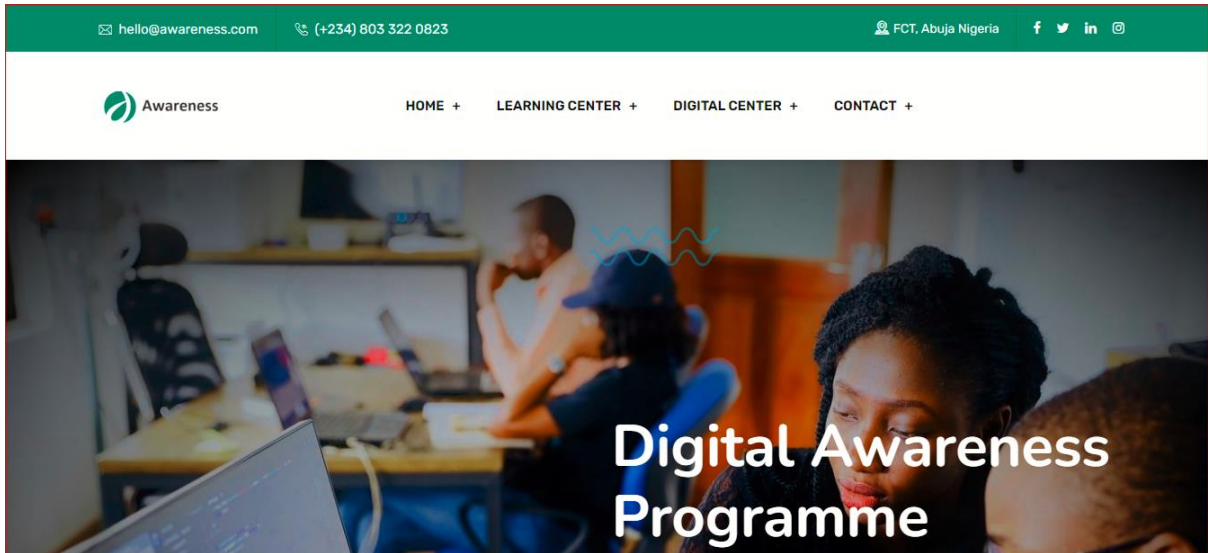 hello@awareness.com (+234) 803 322 0823 FCT, Abuja Nigeria
Awareness HOME + LEARNING CENTER + DIGITAL CENTER + CONTACT +
Digital Awareness
Programme